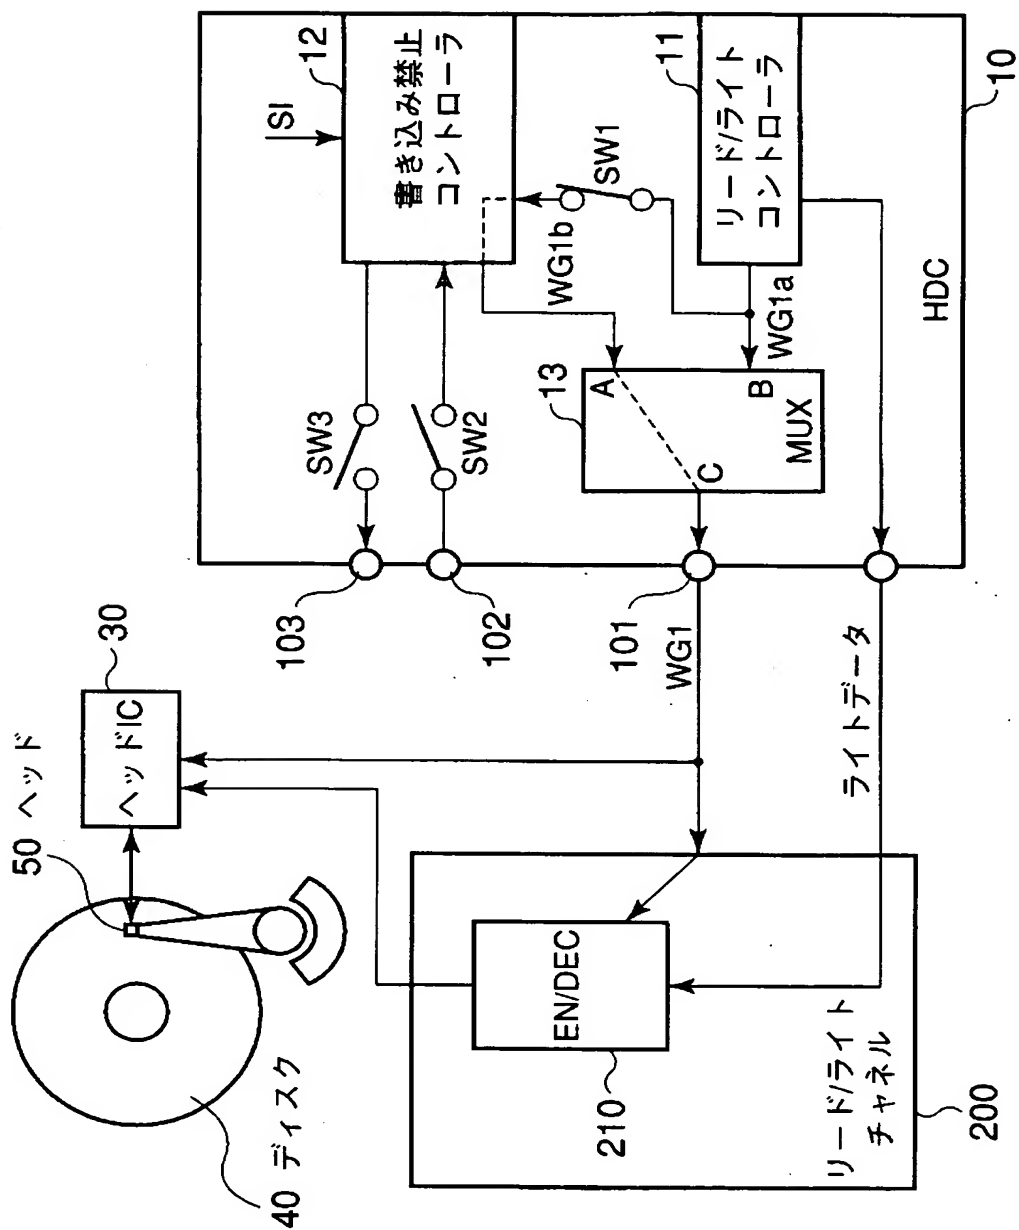 40 ディスク
50 ヘッド
30
ヘッドIC
リード/ライト
チャネル
200
210
EN/DEC
103
102
101
WG1
ライトデータ
SW3
SW2
12
SI
書き込み禁止
コントローラ
WG1b
SW1
13
A
B
C
MUX
WG1a
11
リード/ライト
コントローラ
HDC
10